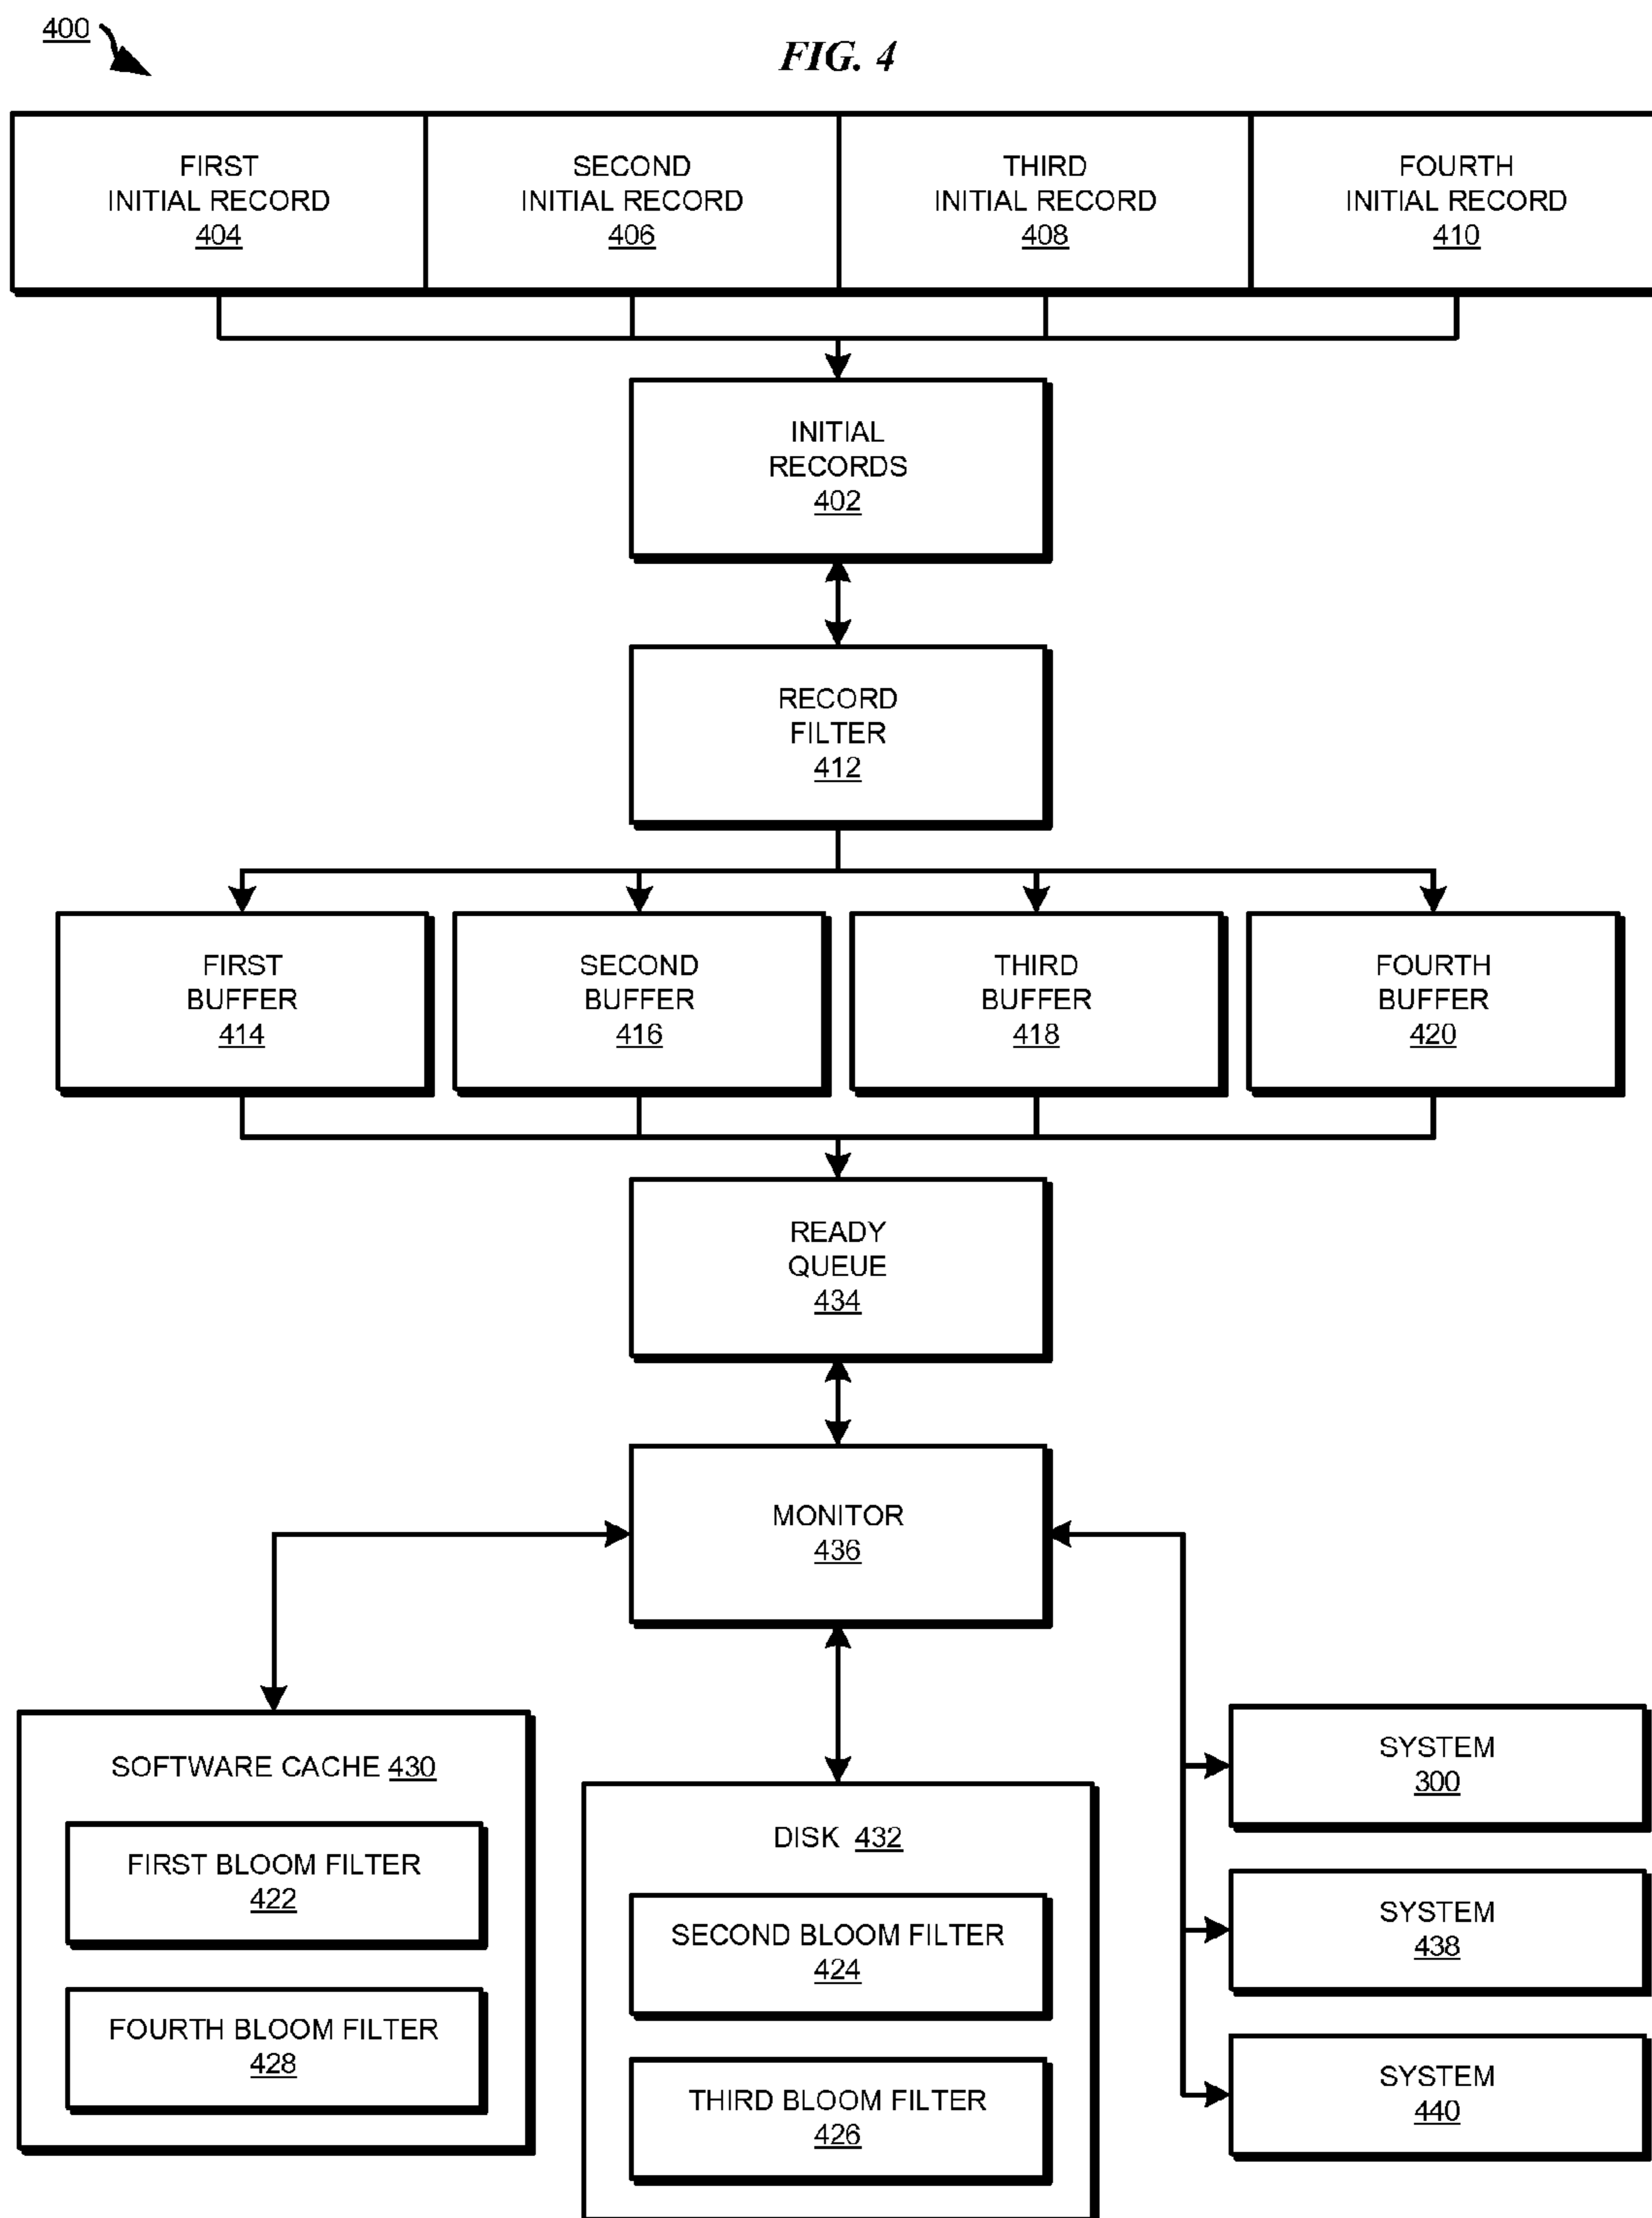 400
FIG. 4
FIRST
INITIAL RECORD
404
SECOND
INITIAL RECORD
406
THIRD
INITIAL RECORD
408
FOURTH
INITIAL RECORD
410
INITIAL
RECORDS
402
RECORD
FILTER
412
FIRST
BUFFER
414
SECOND
BUFFER
416
THIRD
BUFFER
418
FOURTH
BUFFER
420
READY
QUEUE
434
MONITOR
436
SOFTWARE CACHE 430
FIRST BLOOM FILTER
422
FOURTH BLOOM FILTER
428
DISK 432
SECOND BLOOM FILTER
424
THIRD BLOOM FILTER
426
SYSTEM
300
SYSTEM
438
SYSTEM
440